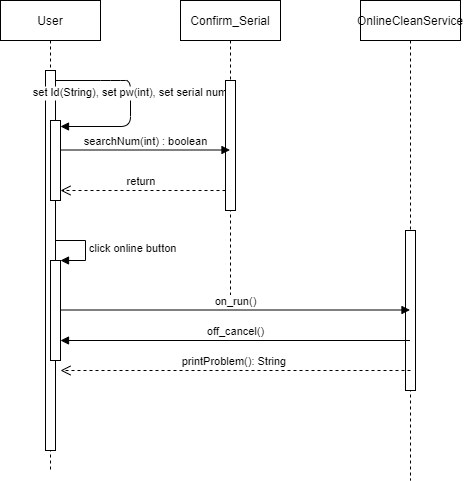 User
Confirm_Serial
OnlineCleanService
set Id(String), set pw(int), set serial num
searchNum(int) : boolean
return
click online button
on_run()
off_cancel()
printProblem(): String